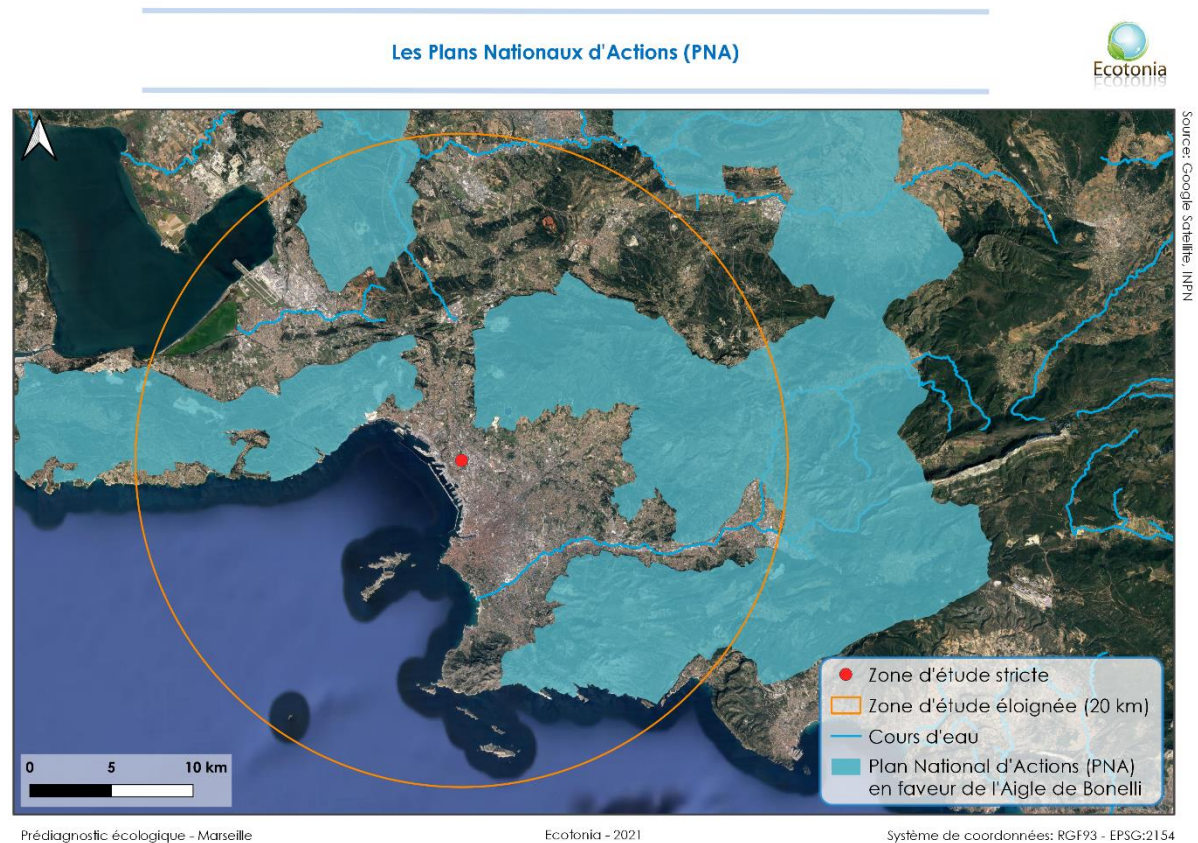 Les Plans Nationaux d'Actions (PNA)
Ecotonia
Source: Google Satellite, INPN
Zone d'étude stricte
Zone d'étude éloignée (20 km)
Cours d'eau
Plan National d'Actions (PNA)
en faveur de l'Aigle de Bonelli
0 5 10 km
Prédiagnostic écologique - Marseille
Ecotonia - 2021
Système de coordonnées: RGF93 - EPSG:2154